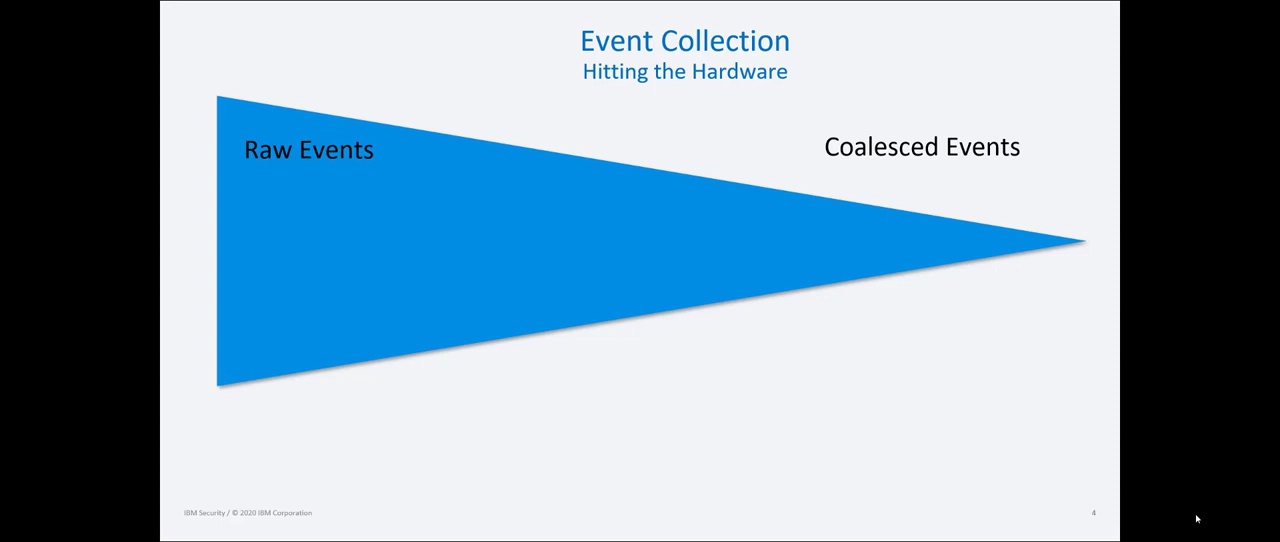 Event Collection
Hitting the Hardware
Raw Events
Coalesced Events
IBM Security / © 2020 IBM Corporation
4